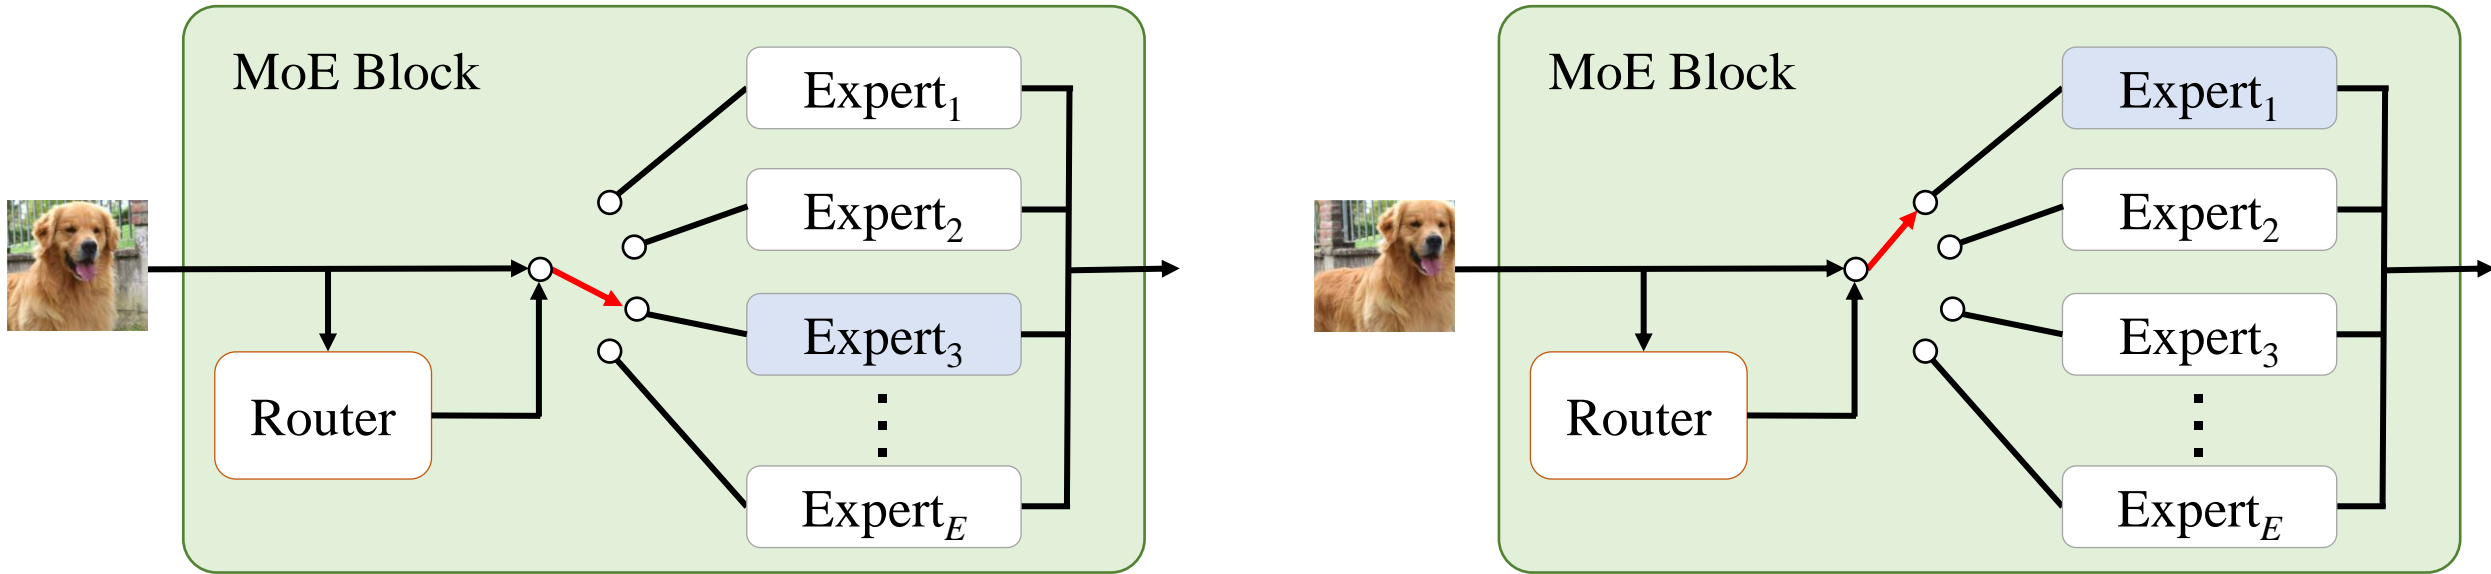 MoE Block
Expert1
Expert2
Expert3
ExpertE
Router
MoE Block
Expert1
Expert2
Expert3
ExpertE
Router